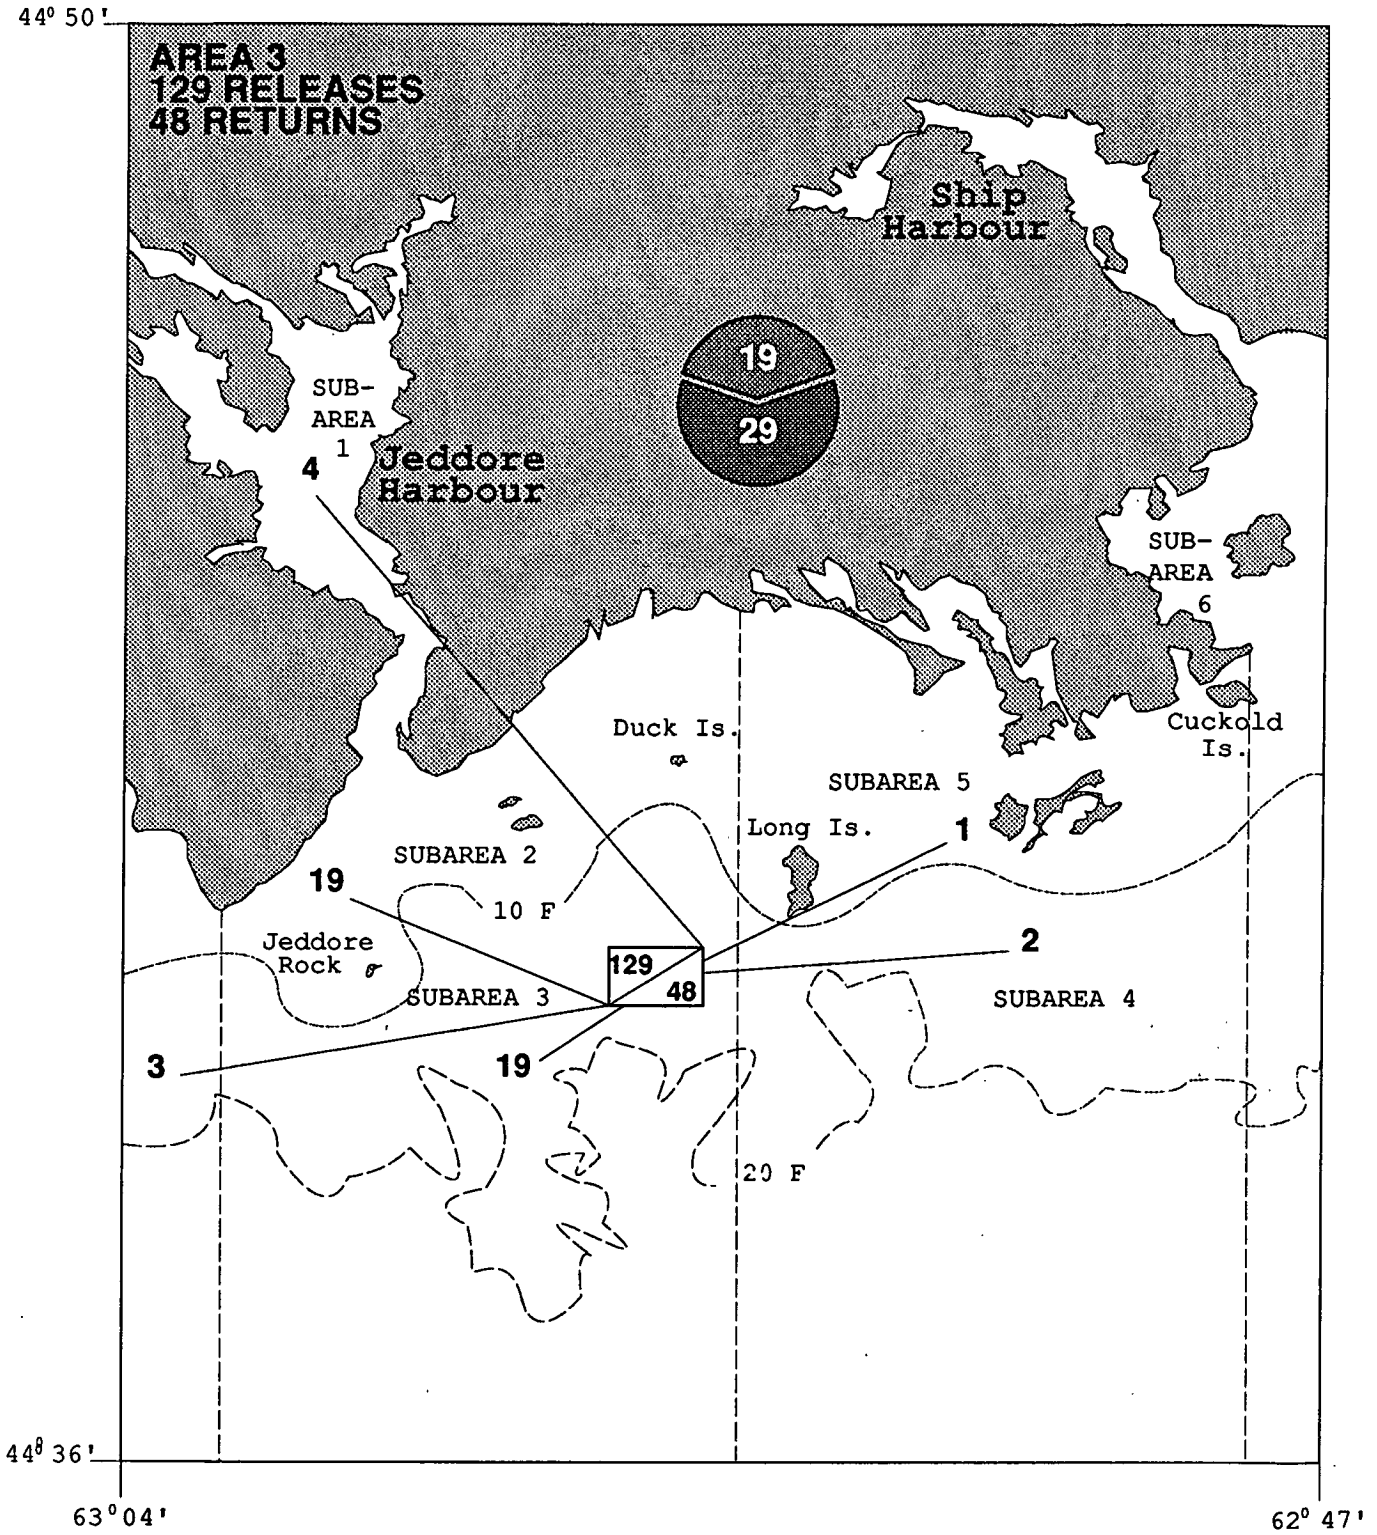 44° 50'
AREA 3
129 RELEASES
48 RETURNS
Ship
Harbour
19
29
SUB-
AREA
1
4
Jeddore
Harbour
SUB-
AREA
6
Duck Is.
Cuckold
Is.
SUBAREA 5
Long Is.
1
SUBAREA 2
19
10 F
Jeddore
Rock
129
48
2
SUBAREA 3
SUBAREA 4
3
19
20 F
44° 36'
63° 04'
62° 47'